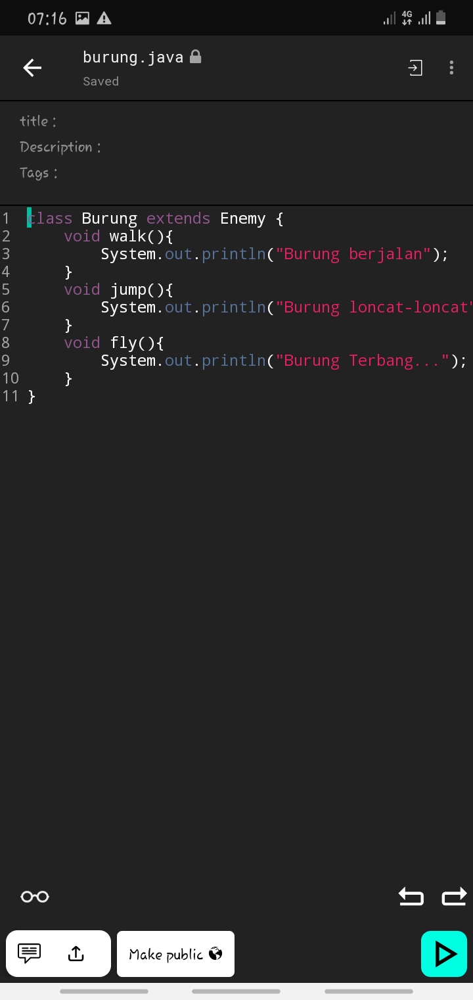 07:16 4G
burung.java
Saved
title :
Description :
Tags :
1 class Burung extends Enemy {
2 void walk(){
3 System.out.println("Burung berjalan");
4 }
5 void jump(){
6 System.out.println("Burung loncat-loncat"
7 }
8 void fly(){
9 System.out.println("Burung Terbang...");
10 }
11 }
Make public